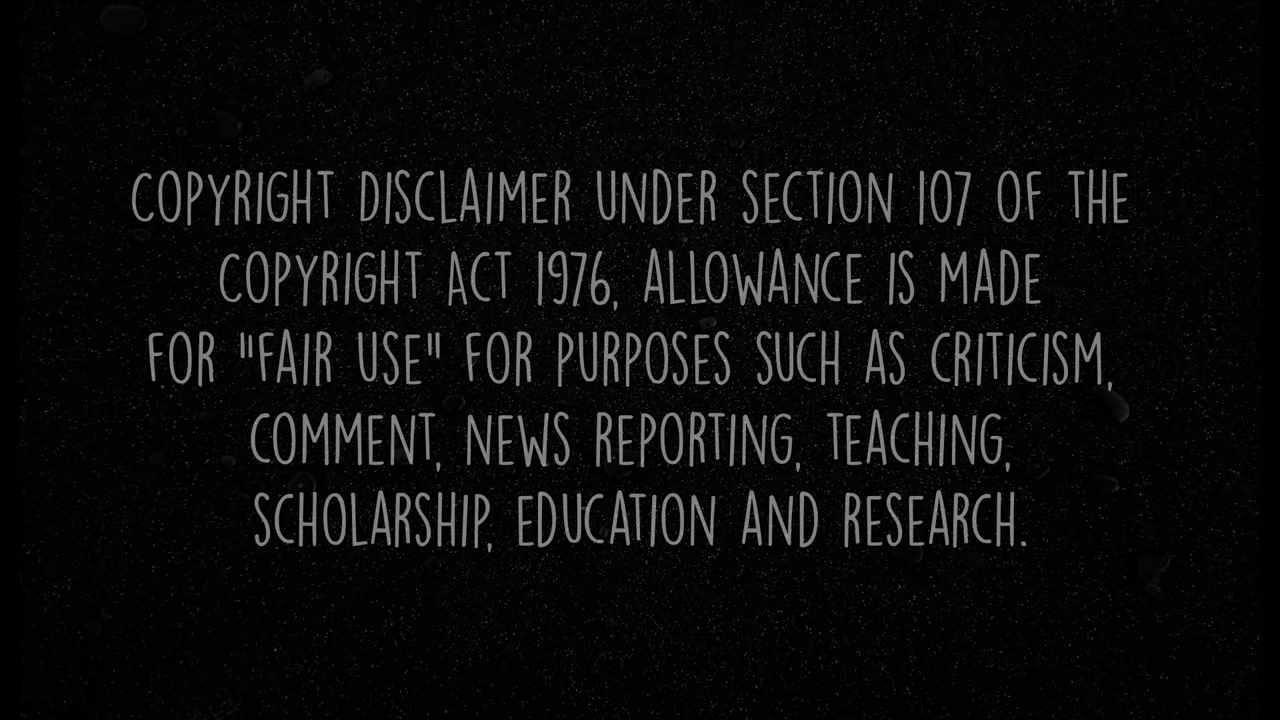 COPYRIGHT DISCLAIMER UNDER SECTION 107 OF THE
COPYRIGHT ACT 1976, ALLOWANCE IS MADE
FOR "FAIR USE" FOR PURPOSES SUCH AS CRITICISM,
COMMENT, NEWS REPORTING, TEACHING,
SCHOLARSHIP, EDUCATION AND RESEARCH.